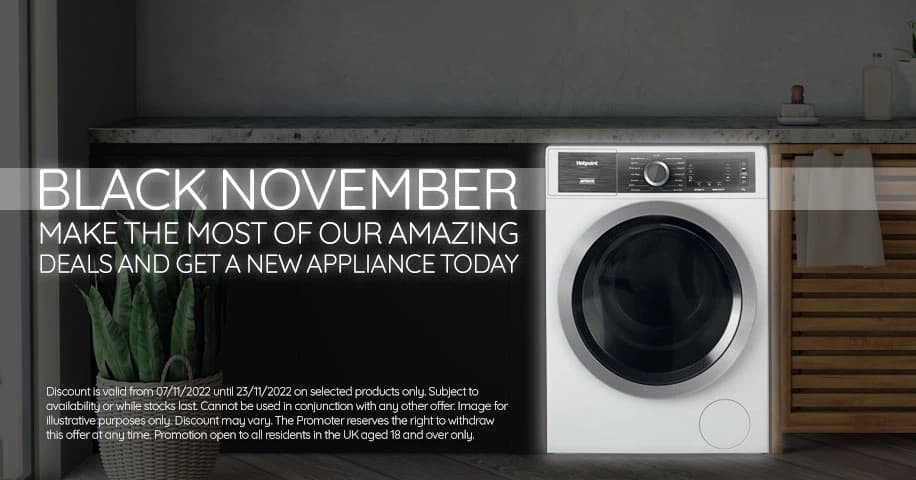 Hotpoint
BLACK NOVEMBER
MAKE THE MOST OF OUR AMAZING
DEALS AND GET A NEW APPLIANCE TODAY
Discount is valid from 07/11/2022 until 23/11/2022 on selected products only. Subject to
availability or while stocks last. Cannot be used in conjunction with any other offer. Image for
illustrative purposes only. Discount may vary. The Promoter reserves the right to withdraw
this offer at any time. Promotion open to all residents in the UK aged 18 and over only.